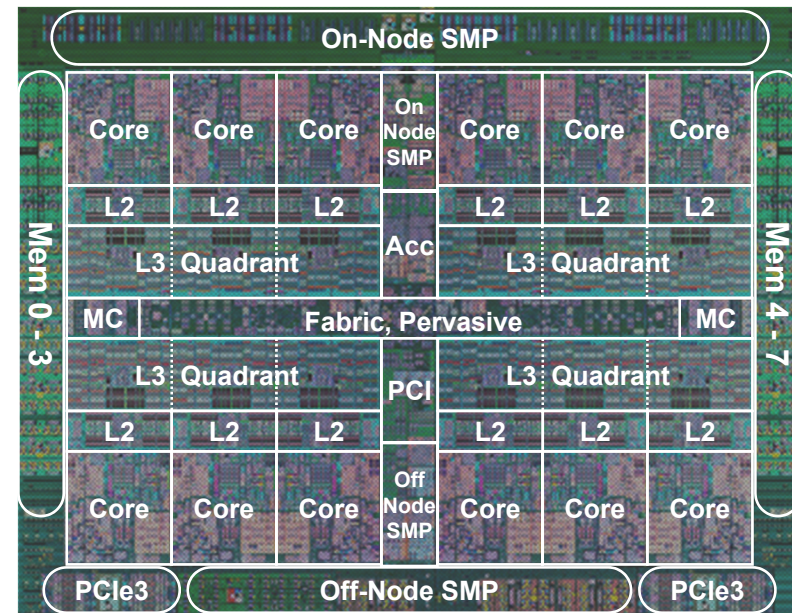 On-Node SMP
Mem 0 - 3
Core Core Core
On
Node
SMP
Core Core Core
Mem 4 - 7
L2 L2 L2
L2 L2 L2
Acc
L3 Quadrant
L3 Quadrant
MC
Fabric, Pervasive
MC
L3 Quadrant
PCI
L3 Quadrant
L2 L2 L2
L2 L2 L2
Core Core Core
Off
Node
SMP
Core Core Core
PCIe3
Off-Node SMP
PCIe3